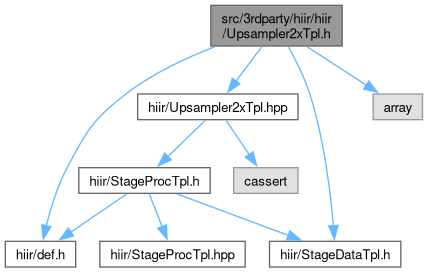 src/3rdparty/hiir/hiir
/Upsampler2xTpl.h
hiir/Upsampler2xTpl.hpp
array
hiir/StageProcTpl.h
cassert
hiir/def.h
hiir/StageProcTpl.hpp
hiir/StageDataTpl.h